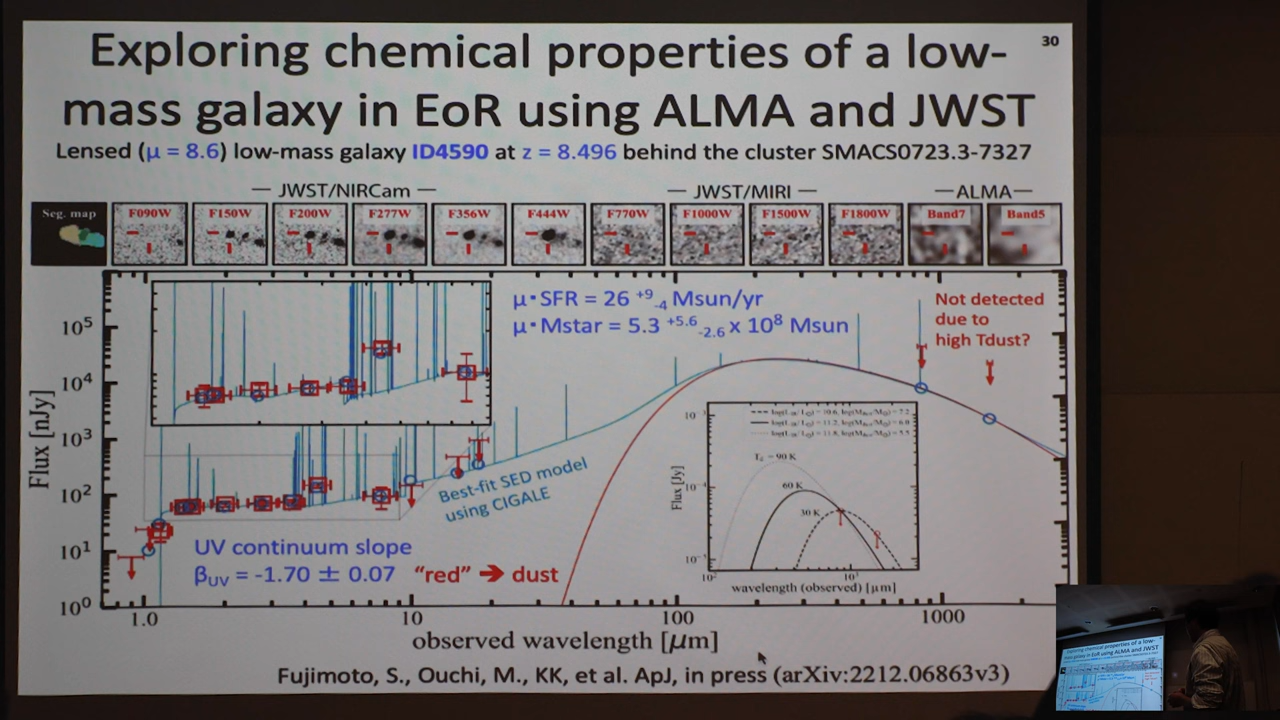 30
Exploring chemical properties of a low-
mass galaxy in EoR using ALMA and JWST
Lensed (μ = 8.6) low-mass galaxy ID4590 at z = 8.496 behind the cluster SMACS0723.3-7327
JWST/NIRCam
JWST/MIRI
ALMA
Seg. map
F090W
F150W
F200W
F277W
F356W
F444W
F770W
F1000W
F1500W
F1800W
Band7
Band5
μ・SFR = 26 +9 -4 Msun/yr
μ・Mstar = 5.3 +5.6 -2.6 x 10⁸ Msun
Not detected
due to
high Tdust?
Flux [nJy]
10⁵
10⁴
10³
10²
10¹
10⁰
Best-fit SED model
using CIGALE
UV continuum slope
βUV = -1.70 ± 0.07 "red" ➔ dust
Flux [Jy]
Td = 90 K
60 K
30 K
10²
10³
wavelength (observed) [μm]
1.0
10
100
1000
observed wavelength [μm]
Fujimoto, S., Ouchi, M., KK, et al. ApJ, in press (arXiv:2212.06863v3)